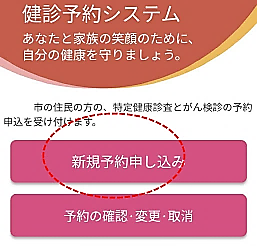 健診予約システム
あなたと家族の笑顔のために、
自分の健康を守りましょう。
市の住民の方の、特定健康診査とがん検診の予約
申込を受け付けます。
新規予約申し込み
予約の確認・変更・取消